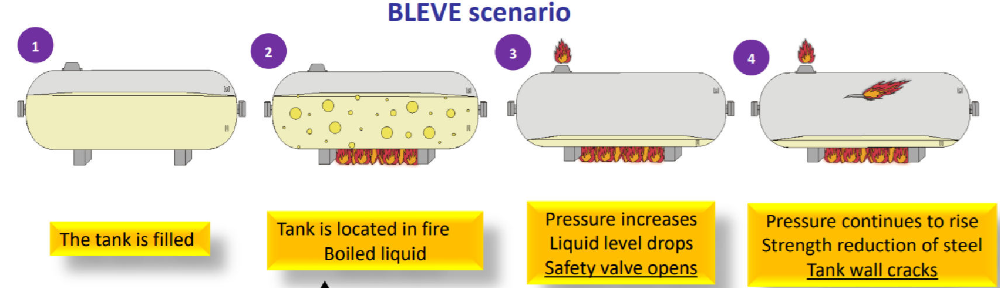 BLEVE scenario
1
2
3
4
[g]
[g]
[g]
[g]
[l]
[l]
[l]
[l]
The tank is filled
Tank is located in fire
Boiled liquid
Pressure increases
Liquid level drops
Safety valve opens
Pressure continues to rise
Strength reduction of steel
Tank wall cracks